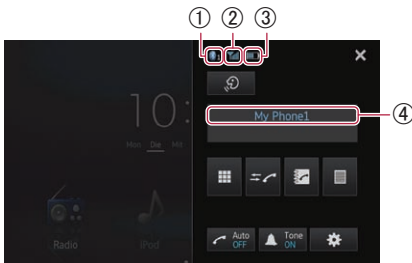 ① ② ③
10:
Mon Die Mit
My Phone1
④
Auto
OFF
Tone
ON
Radio
iPod